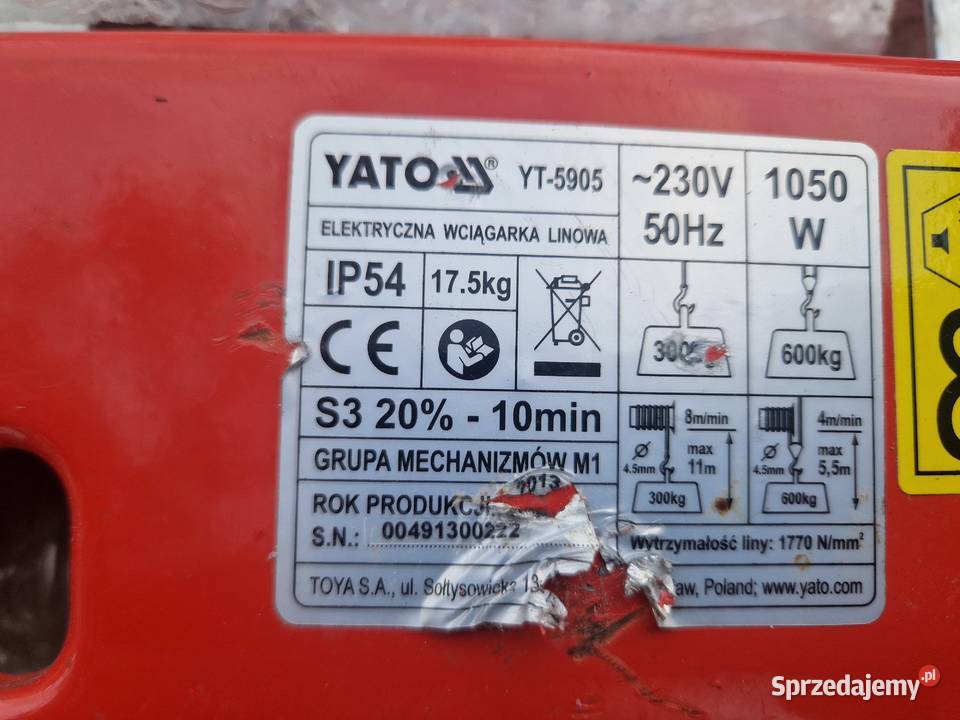 YATO ® YT-5905
~230V
50Hz
1050
W
ELEKTRYCZNA WCIĄGARKA LINOWA
IP54
17.5kg
CE
600kg
S3 20% - 10min
8m/min
Ø
4.5mm
max
11m
300kg
4m/min
Ø
4.5mm
max
5,5m
600kg
GRUPA MECHANIZMÓW M1
ROK PRODUKCJI: 2013
S.N.: 00491300222
Wytrzymałość liny: 1770 N/mm²
TOYA S.A., ul. Sołtysowicka 13 Poland; www.yato.com
Sprzedajemy.pl